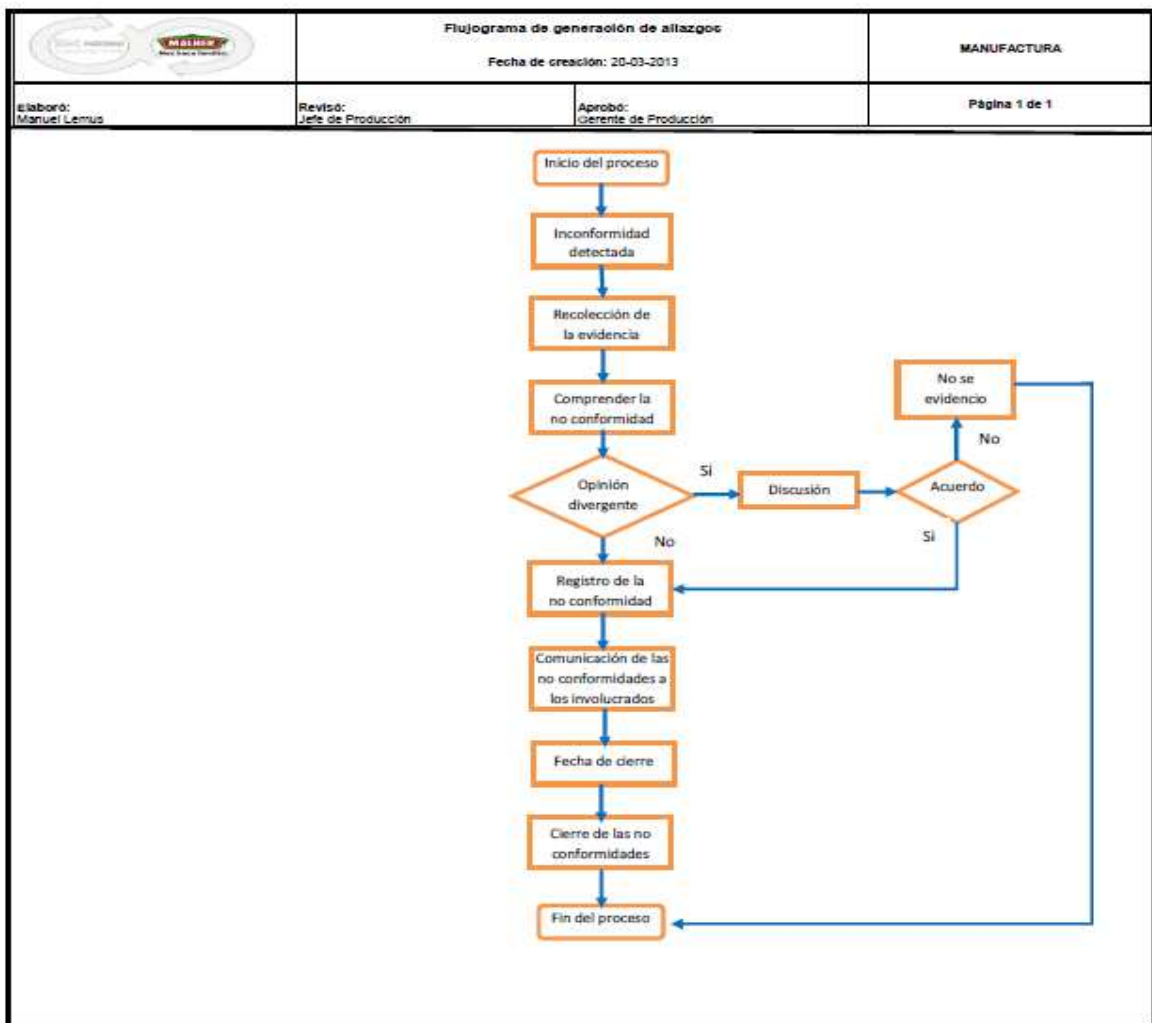 MALHER
Flujograma de generación de allazgos
Fecha de creación: 20-03-2013
MANUFACTURA
Elaboró:
Manuel Lemus
Revisó:
Jefe de Producción
Aprobó:
Gerente de Producción
Página 1 de 1
Inicio del proceso
Inconformidad
detectada
Recolección de
la evidencia
Comprender la
no conformidad
Opinión
divergente
Si
Discusión
Acuerdo
No
No se
evidencio
Si
No
Registro de la
no conformidad
Comunicación de las
no conformidades a
los involucrados
Fecha de cierre
Cierre de las no
conformidades
Fin del proceso